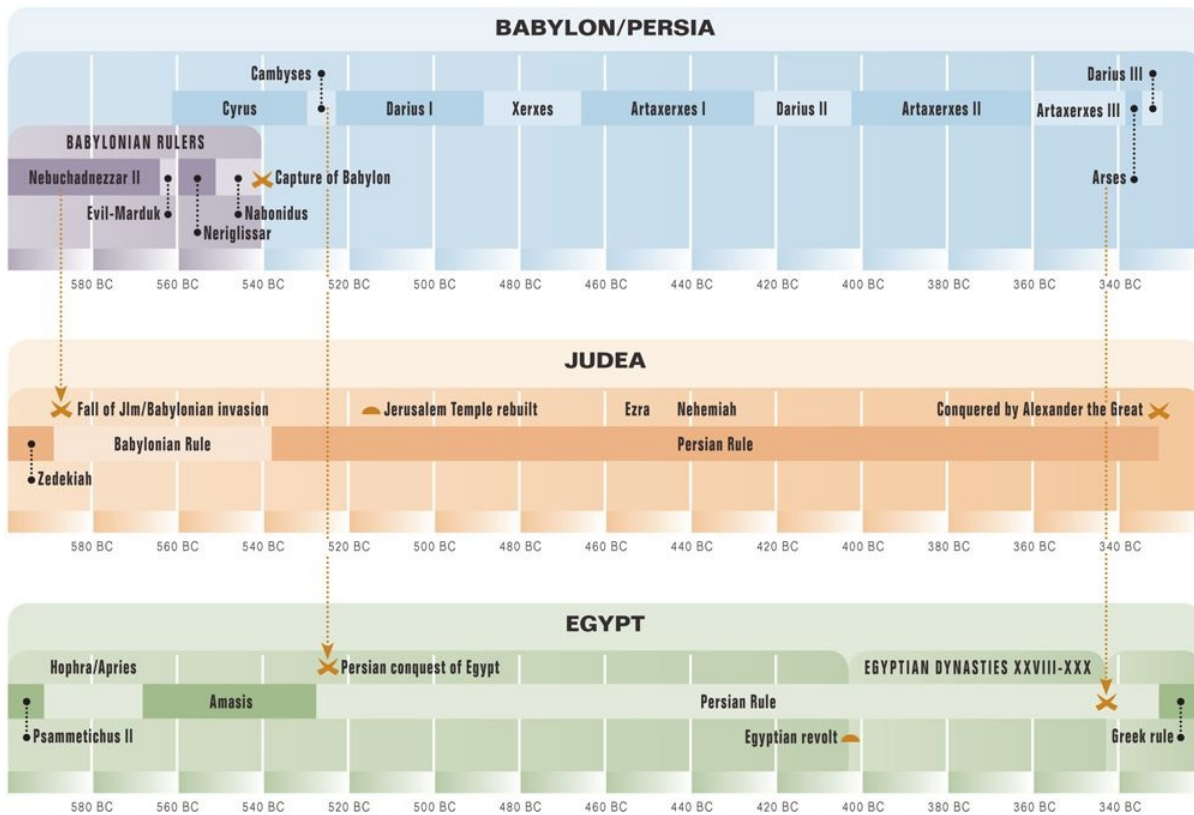 BABYLON/PERSIA
Cambyses
Darius III
Cyrus
Darius I
Xerxes
Artaxerxes I
Darius II
Artaxerxes II
Artaxerxes III
BABYLONIAN RULERS
Nebuchadnezzar II
Capture of Babylon
Arses
Evil-Marduk
Nabonidus
Neriglissar
580 BC 560 BC 540 BC 520 BC 500 BC 480 BC 460 BC 440 BC 420 BC 400 BC 380 BC 360 BC 340 BC
JUDEA
Fall of Jlm/Babylonian invasion
Jerusalem Temple rebuilt
Ezra
Nehemiah
Conquered by Alexander the Great
Babylonian Rule
Persian Rule
Zedekiah
580 BC 560 BC 540 BC 520 BC 500 BC 480 BC 460 BC 440 BC 420 BC 400 BC 380 BC 360 BC 340 BC
EGYPT
Hophra/Apries
Persian conquest of Egypt
EGYPTIAN DYNASTIES XXVIII-XXX
Amasis
Persian Rule
Psammetichus II
Egyptian revolt
Greek rule
580 BC 560 BC 540 BC 520 BC 500 BC 480 BC 460 BC 440 BC 420 BC 400 BC 380 BC 360 BC 340 BC